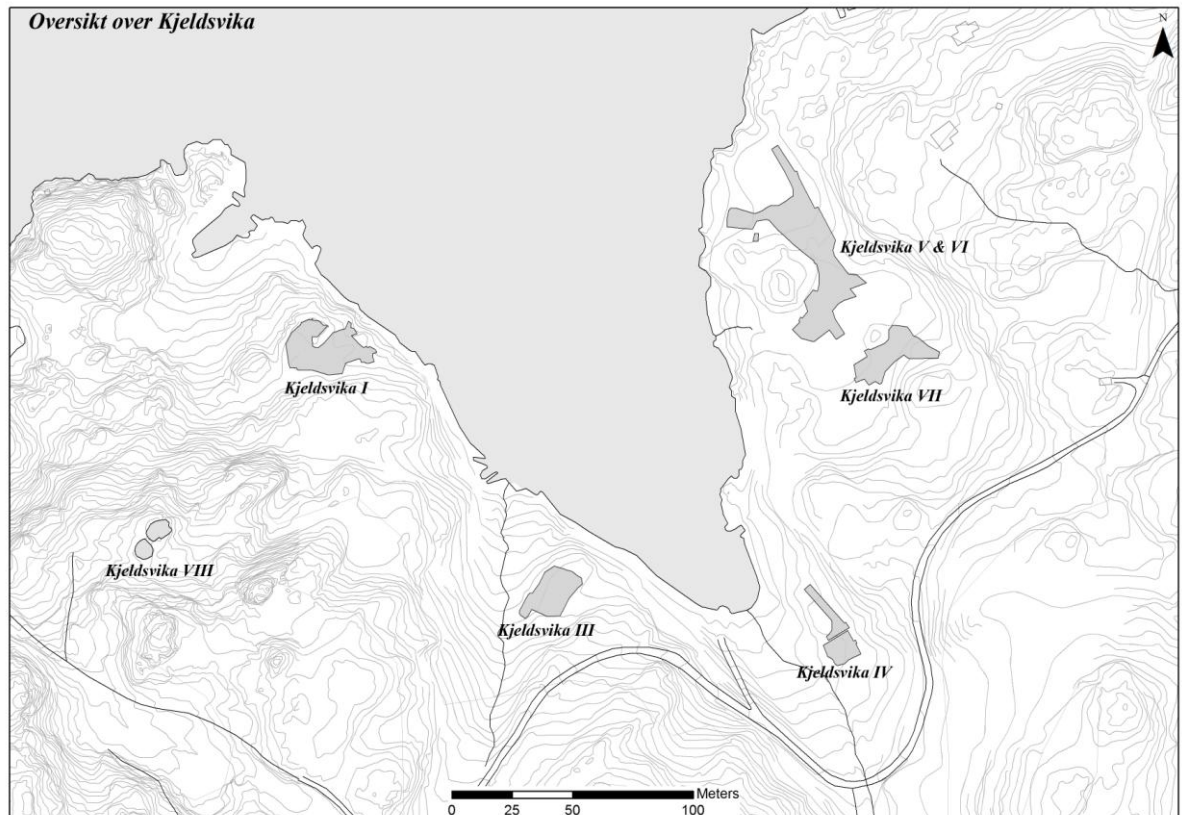 Oversikt over Kjeldsvika
N
Kjeldsvika V & VI
Kjeldsvika I
Kjeldsvika VII
Kjeldsvika VIII
Kjeldsvika III
Kjeldsvika IV
Meters
0 25 50 100